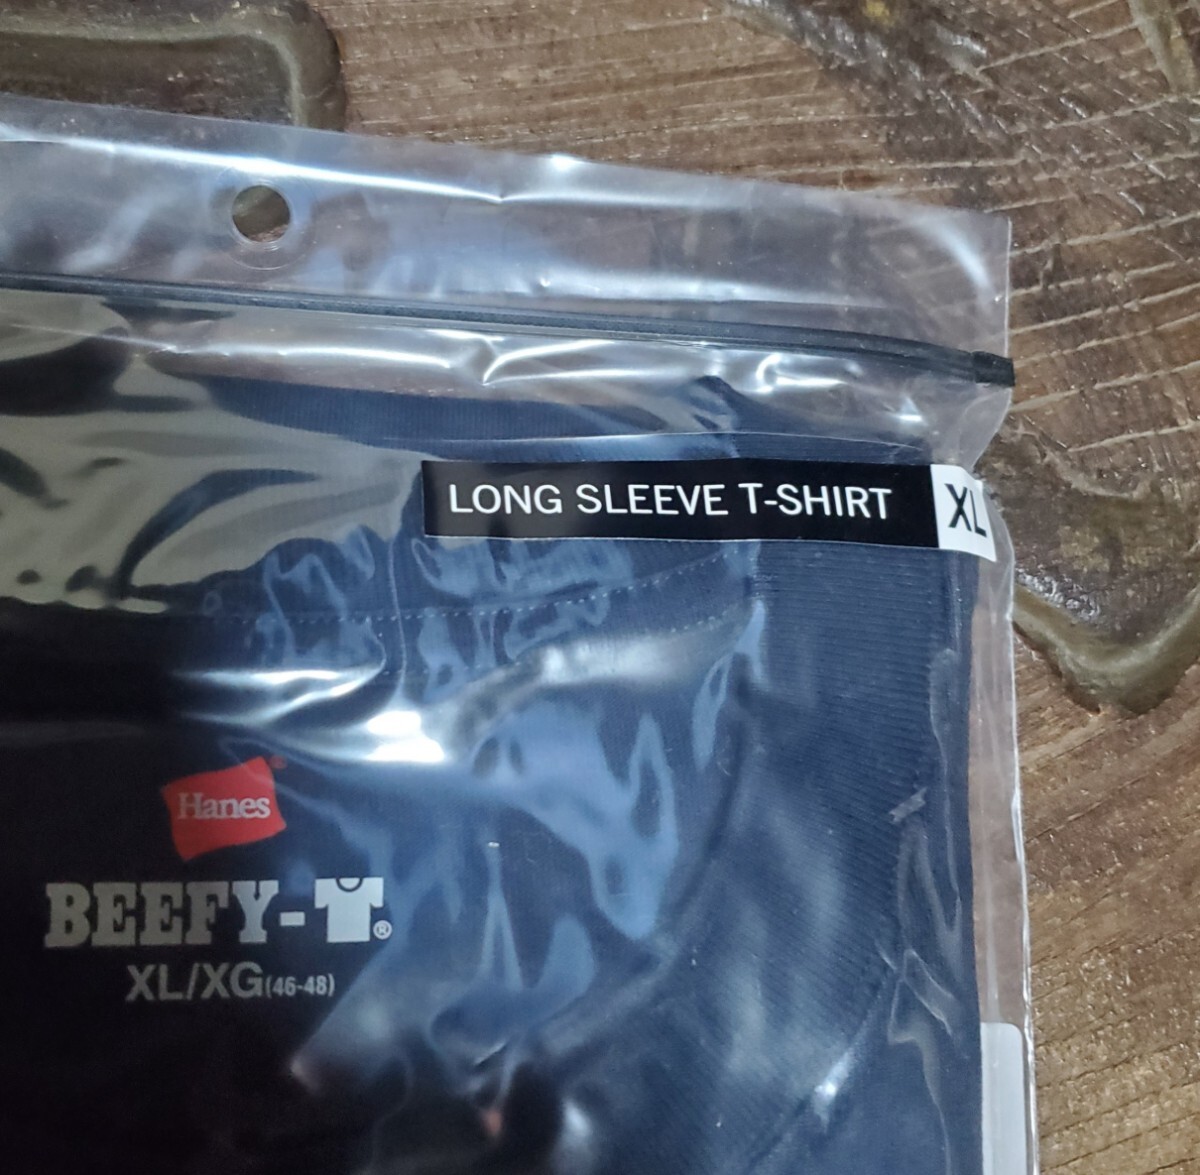 LONG SLEEVE T-SHIRT XL
Hanes®
BEEFY-®
XL/XG(46-48)